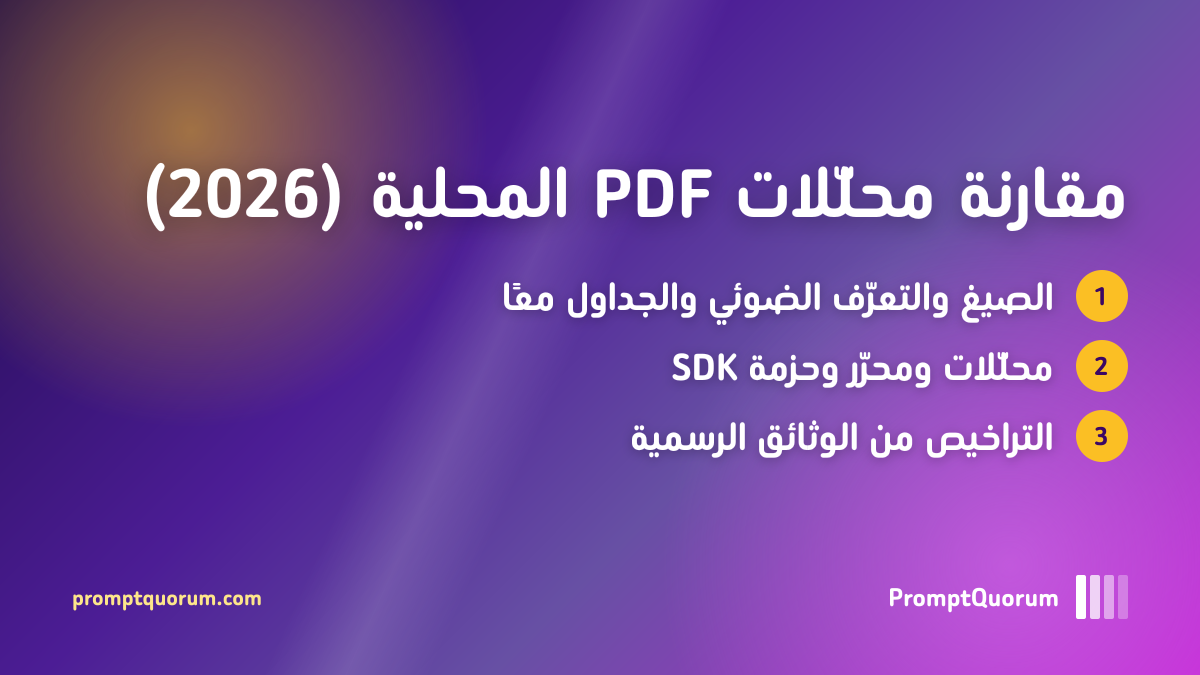 مقارنة محلّلات PDF المحلية (2026)
1 الصيغ والتعرّف الضوئي والجداول معًا
2 محلّلات ومحرّر وحزمة SDK
3 التراخيص من الوثائق الرسمية
PromptQuorum
promptquorum.com